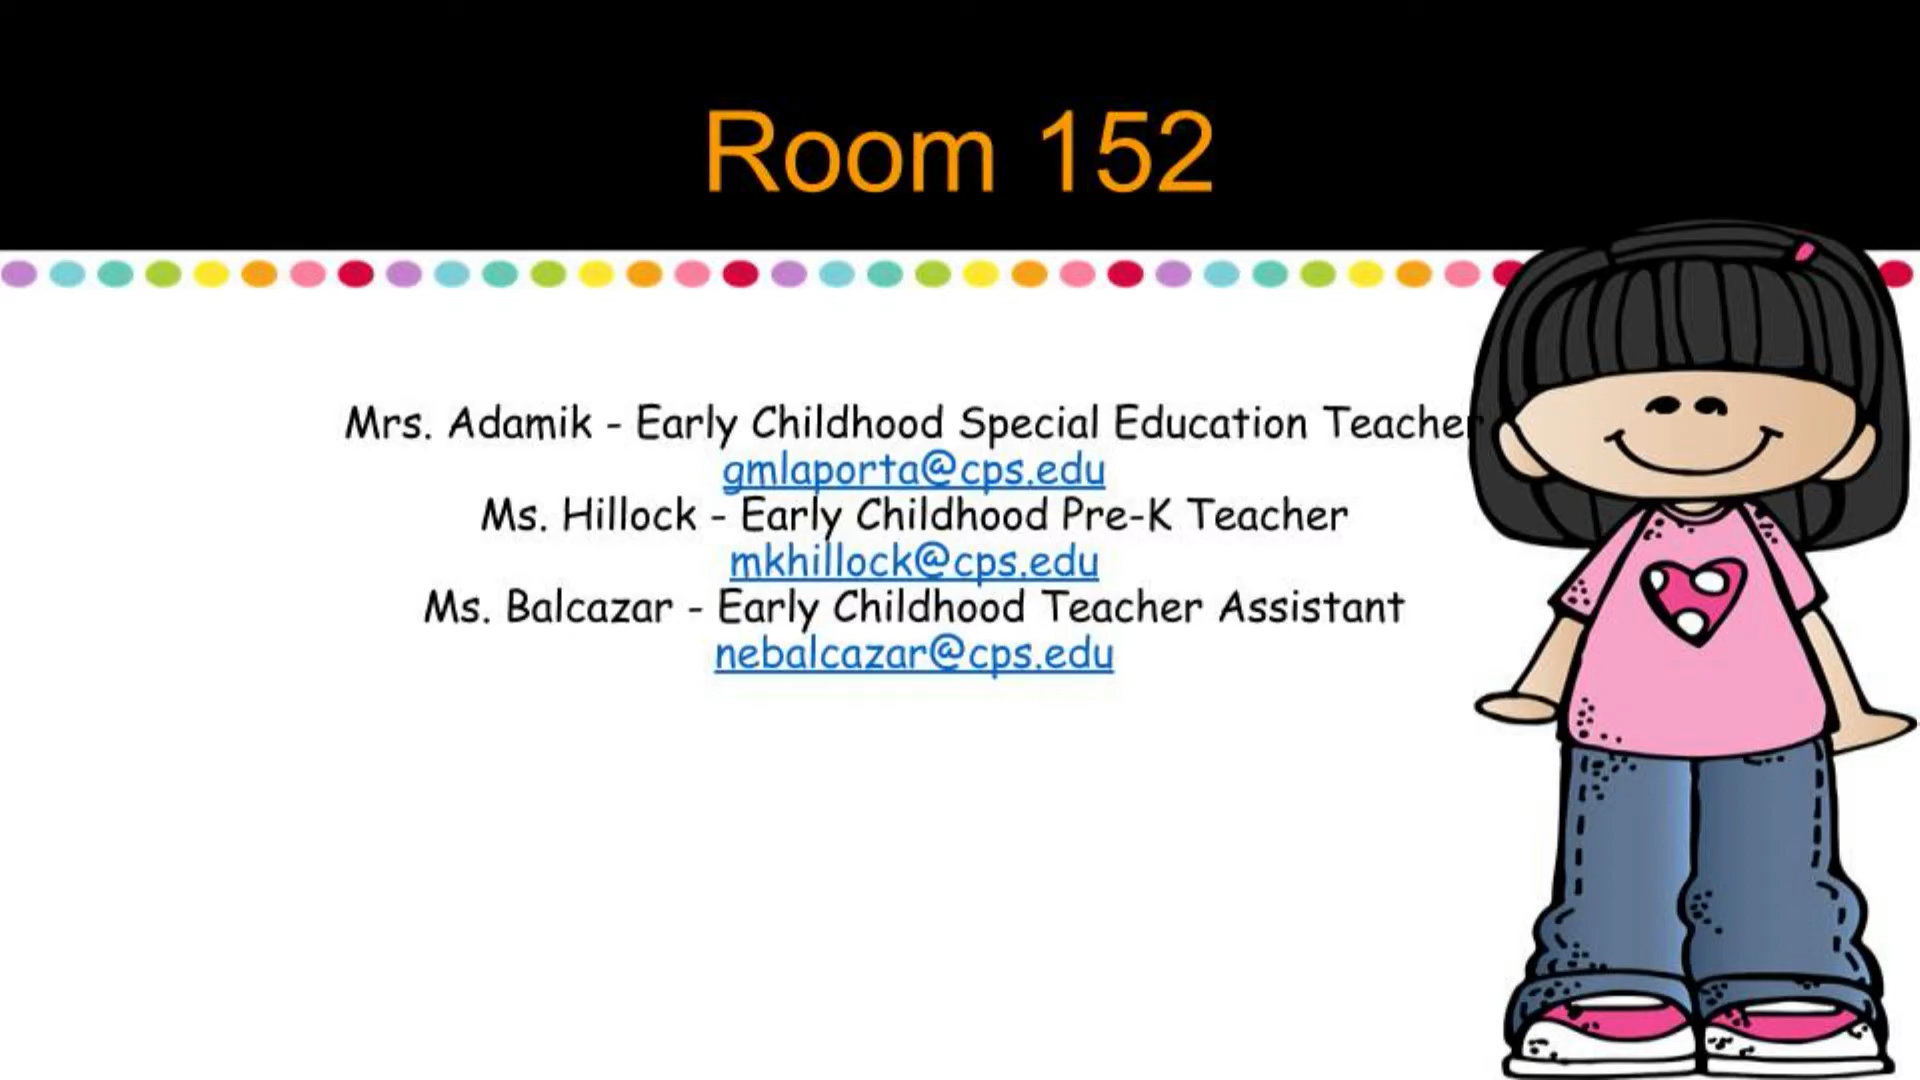 Room 152
Mrs. Adamik - Early Childhood Special Education Teacher
gmlaporta@cps.edu
Ms. Hillock - Early Childhood Pre-K Teacher
mkhillock@cps.edu
Ms. Balcazar - Early Childhood Teacher Assistant
nebalcazar@cps.edu